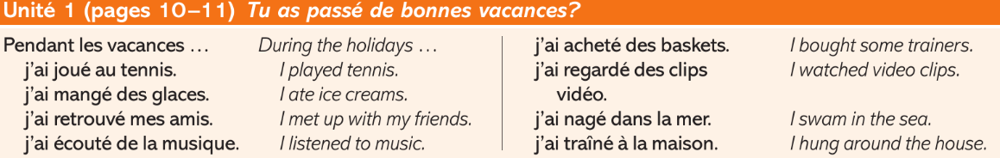 Unité 1 (pages 10–11) Tu as passé de bonnes vacances?
Pendant les vacances … During the holidays …
j'ai joué au tennis. I played tennis.
j'ai mangé des glaces. I ate ice creams.
j'ai retrouvé mes amis. I met up with my friends.
j'ai écouté de la musique. I listened to music.
j'ai acheté des baskets. I bought some trainers.
j'ai regardé des clips I watched video clips.
vidéo.
j'ai nagé dans la mer. I swam in the sea.
j'ai traîné à la maison. I hung around the house.